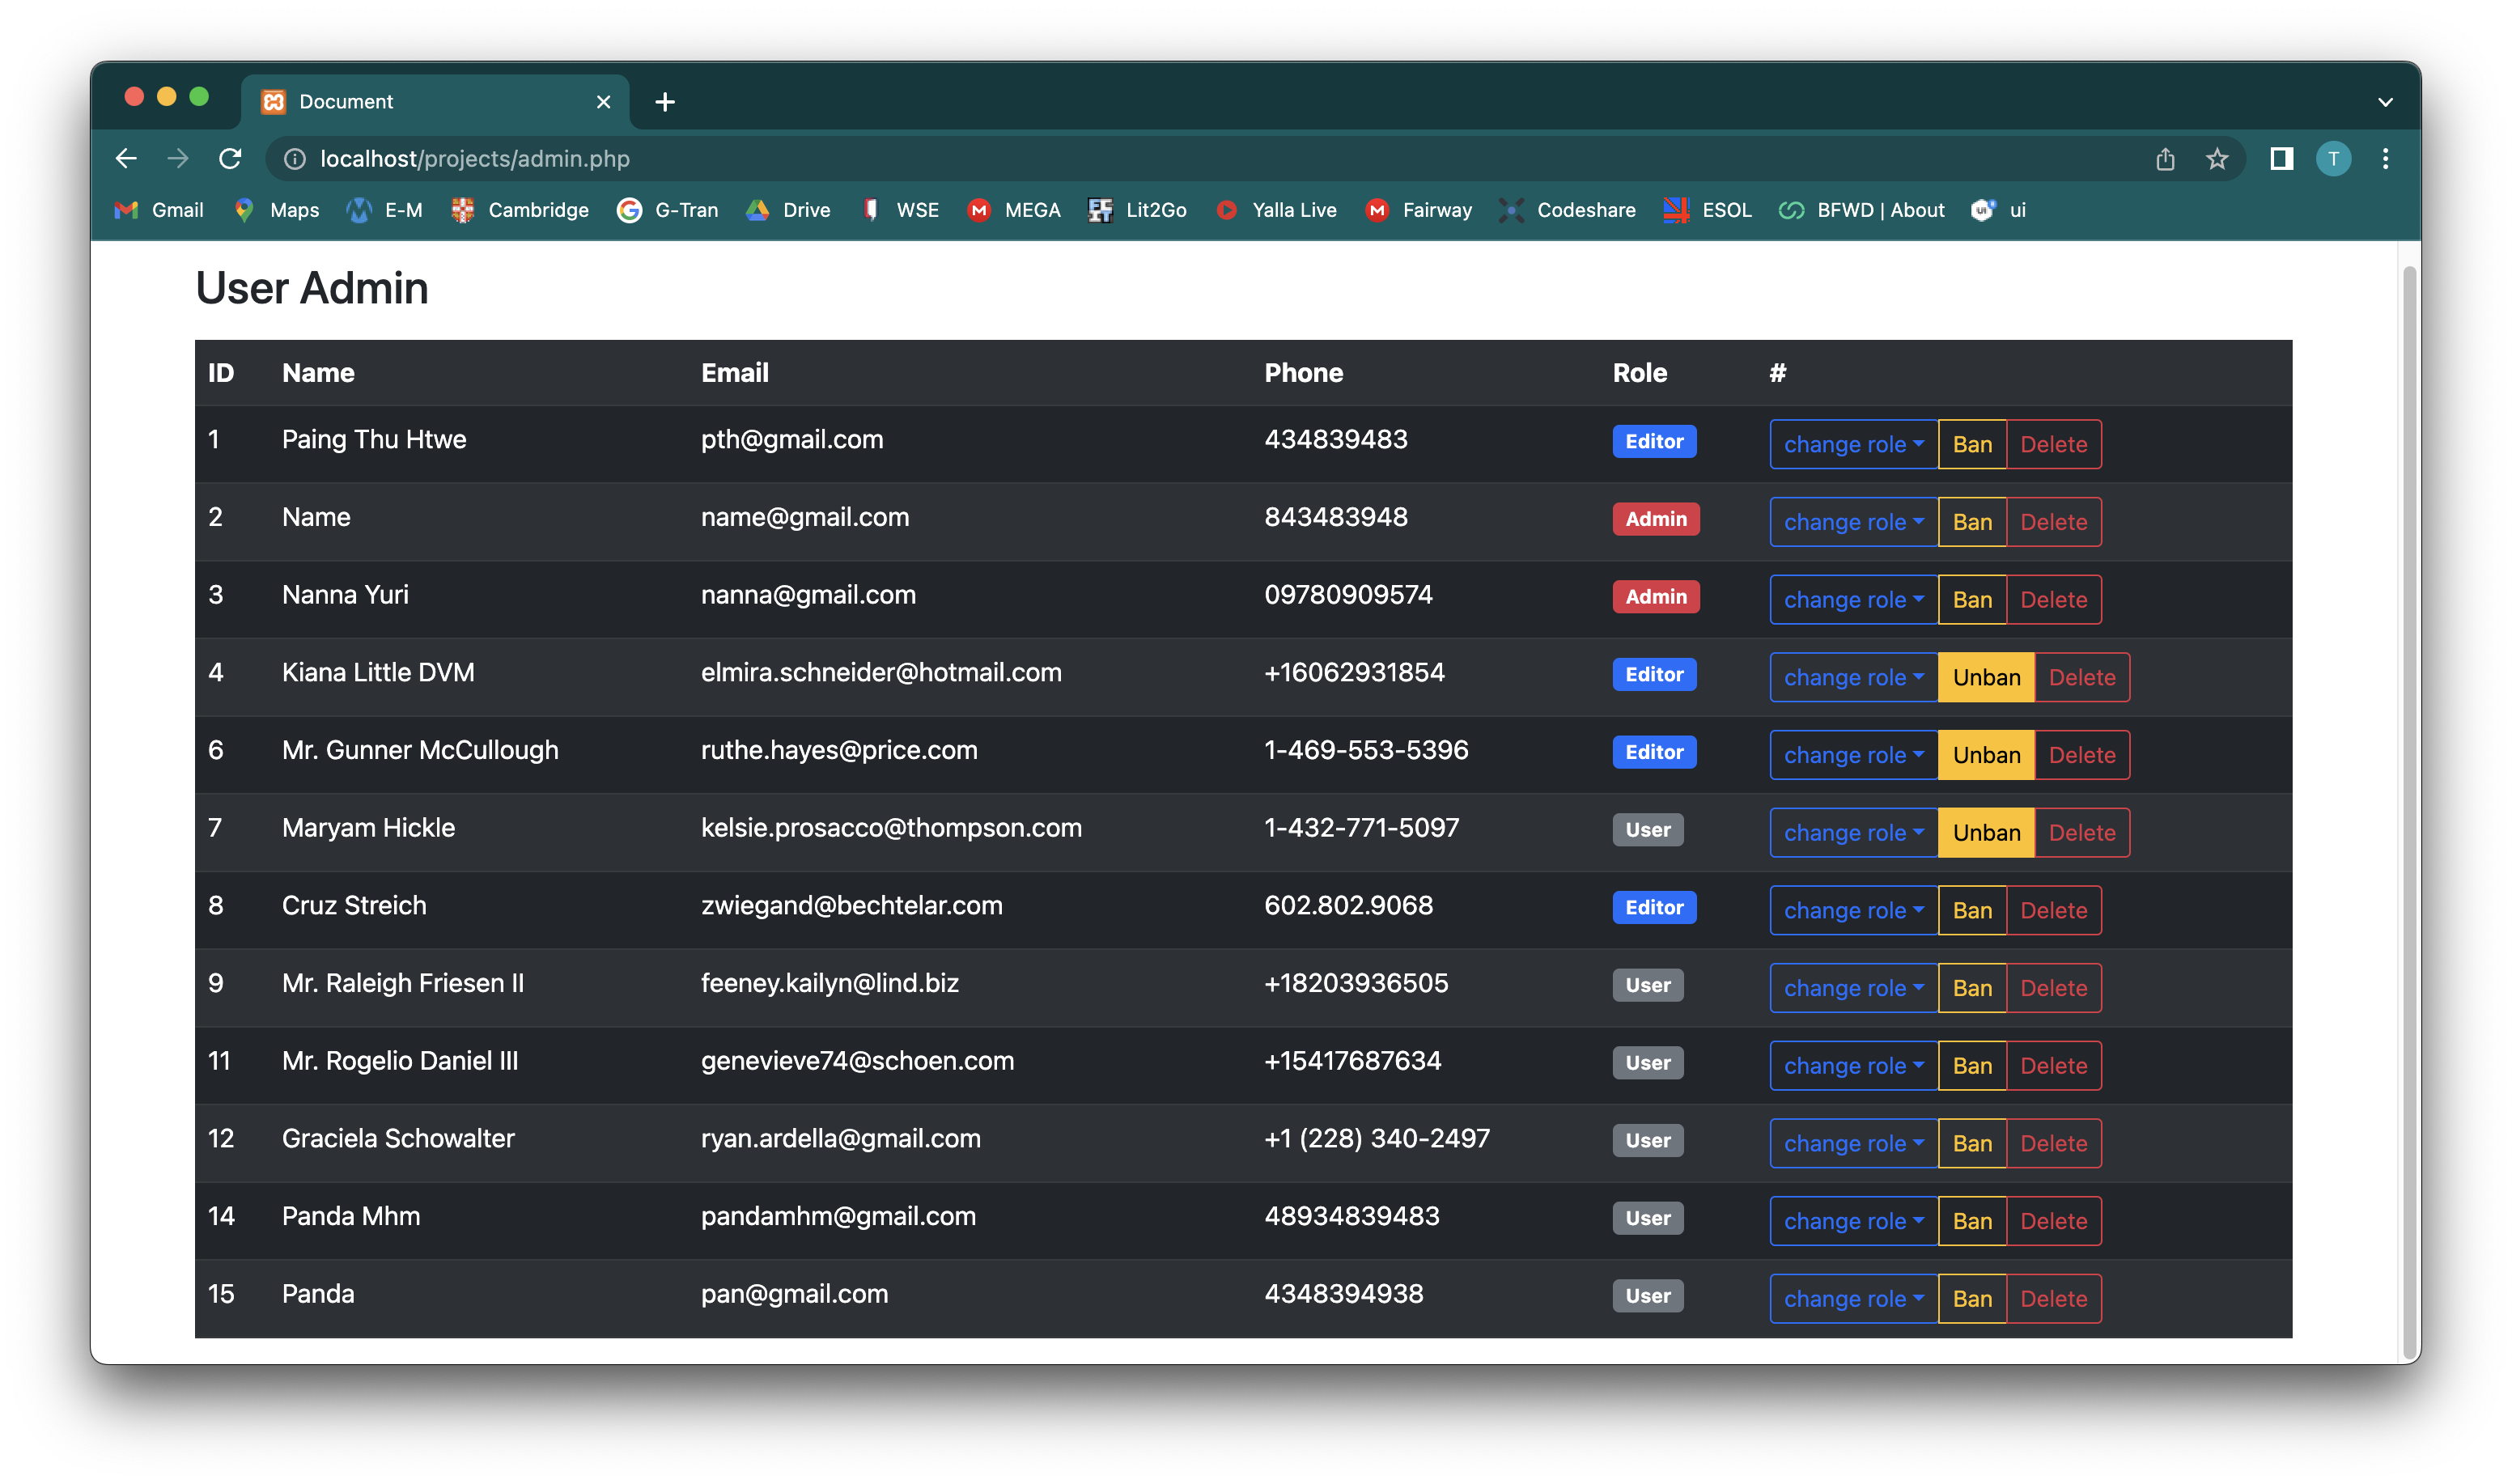 Document
localhost/projects/admin.php
T
Gmail Maps E-M Cambridge G-Tran Drive WSE MEGA Lit2Go Yalla Live Fairway Codeshare ESOL BFWD | About ui
User Admin
ID Name Email Phone Role #
1 Paing Thu Htwe pth@gmail.com 434839483 Editor change role Ban Delete
2 Name name@gmail.com 843483948 Admin change role Ban Delete
3 Nanna Yuri nanna@gmail.com 09780909574 Admin change role Ban Delete
4 Kiana Little DVM elmira.schneider@hotmail.com +16062931854 Editor change role Unban Delete
6 Mr. Gunner McCullough ruthe.hayes@price.com 1-469-553-5396 Editor change role Unban Delete
7 Maryam Hickle kelsie.prosacco@thompson.com 1-432-771-5097 User change role Unban Delete
8 Cruz Streich zwiegand@bechtelar.com 602.802.9068 Editor change role Ban Delete
9 Mr. Raleigh Friesen II feeney.kailyn@lind.biz +18203936505 User change role Ban Delete
11 Mr. Rogelio Daniel III genevieve74@schoen.com +15417687634 User change role Ban Delete
12 Graciela Schowalter ryan.ardella@gmail.com +1 (228) 340-2497 User change role Ban Delete
14 Panda Mhm pandamhm@gmail.com 48934839483 User change role Ban Delete
15 Panda pan@gmail.com 4348394938 User change role Ban Delete